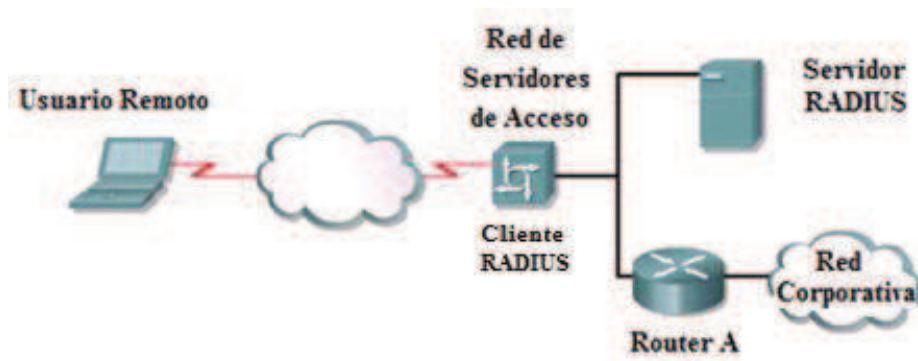 Usuario Remoto
Red de
Servidores
de Acceso
Cliente
RADIUS
Servidor
RADIUS
Router A
Red
Corporativa